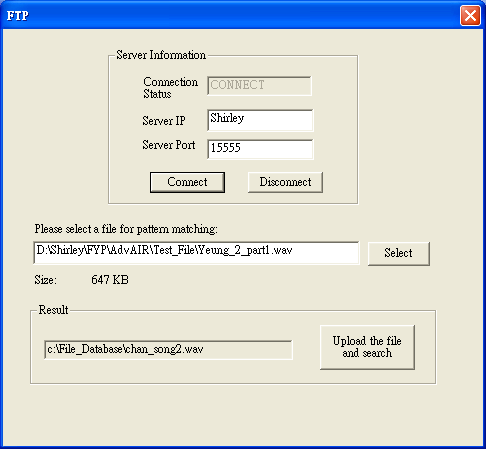 FTP
Server Information
Connection
Status
CONNECT
Server IP
Shirley
Server Port
15555
Connect
Disconnect
Please select a file for pattern matching:
D:\Shirley\FYP\AdvAIR\Test_File\Yeung_2_part1.wav
Select
Size: 647 KB
Result
c:\File_Database\chan_song2.wav
Upload the file
and search